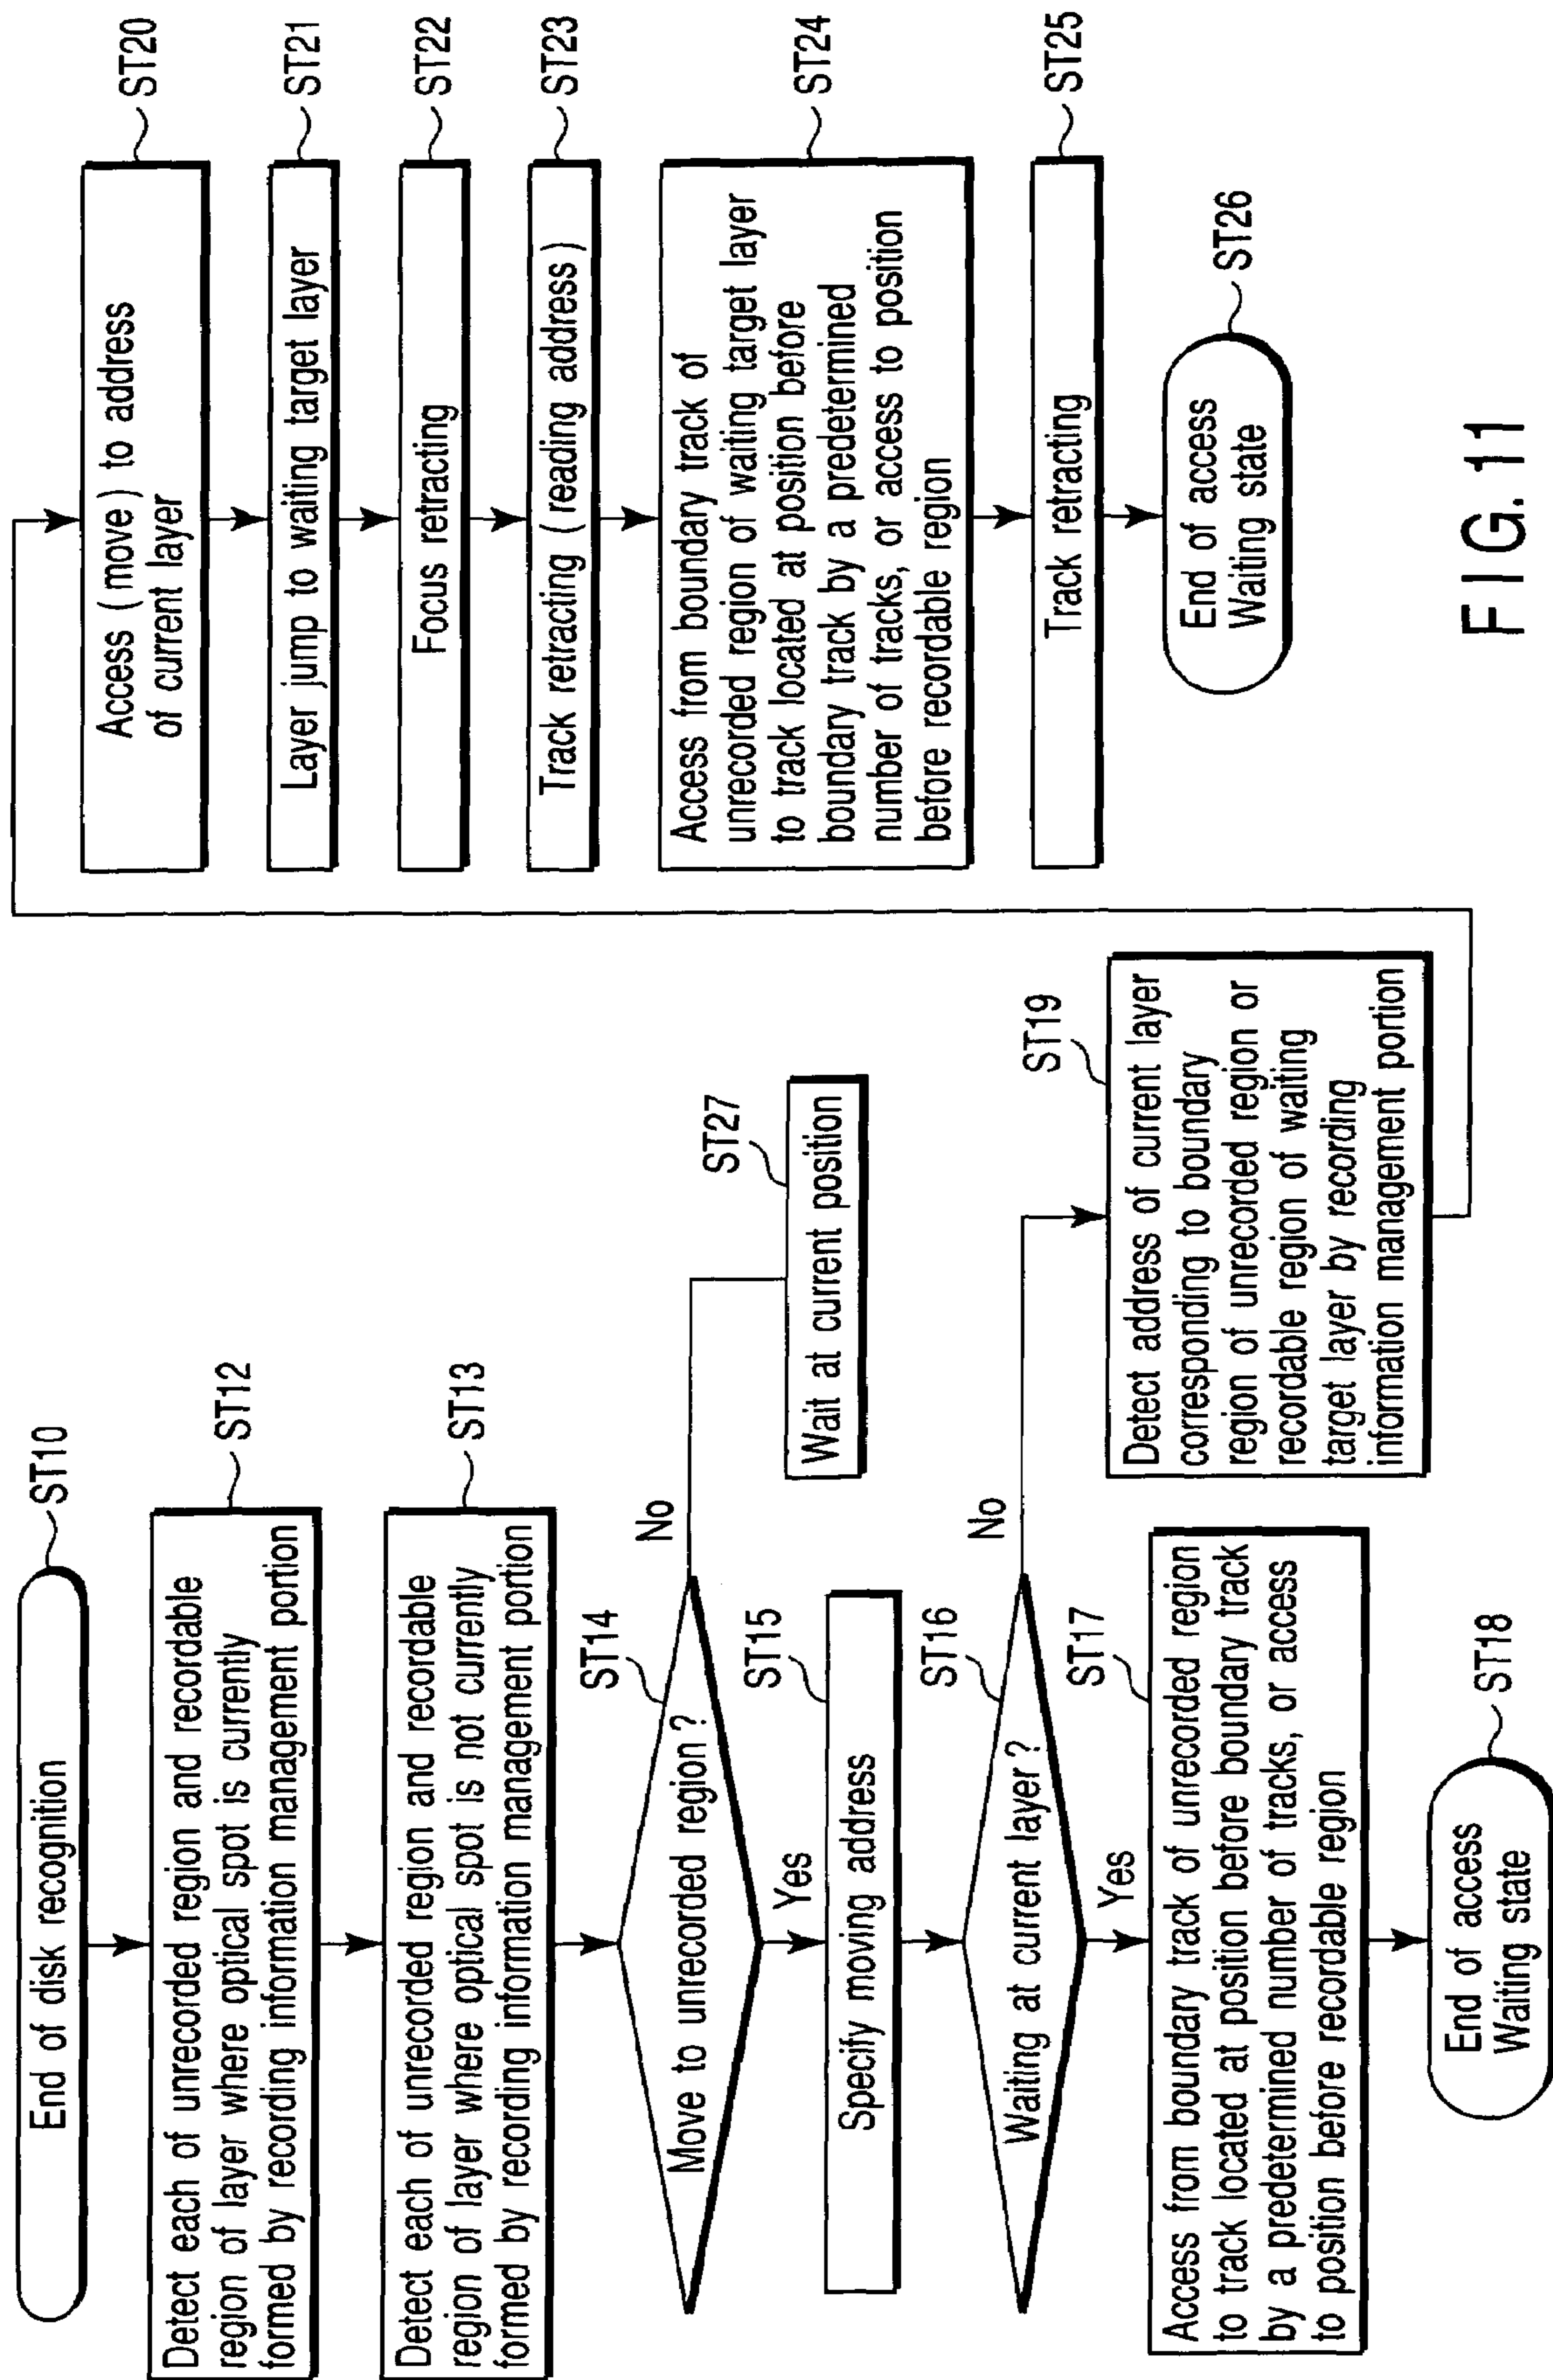 End of disk recognition
ST10
Detect each of unrecorded region and recordable
region of layer where optical spot is currently
formed by recording information management portion
ST12
Detect each of unrecorded region and recordable
region of layer where optical spot is not currently
formed by recording information management portion
ST13
ST14
Move to unrecorded region ?
No
Yes
ST27
Wait at current position
ST15
Specify moving address
ST16
Waiting at current layer ?
No
Yes
ST17
Access from boundary track of unrecorded region
to track located at position before boundary track
by a predetermined number of tracks, or access
to position before recordable region
End of access
Waiting state
ST18
ST19
Detect address of current layer
corresponding to boundary
region of unrecorded region or
recordable region of waiting
target layer by recording
information management portion
Access ( move ) to address
of current layer
ST20
Layer jump to waiting target layer
ST21
Focus retracting
ST22
Track retracting ( reading address )
ST23
Access from boundary track of
unrecorded region of waiting target layer
to track located at position before
boundary track by a predetermined
number of tracks, or access to position
before recordable region
ST24
Track retracting
ST25
End of access
Waiting state
ST26
FIG. 11